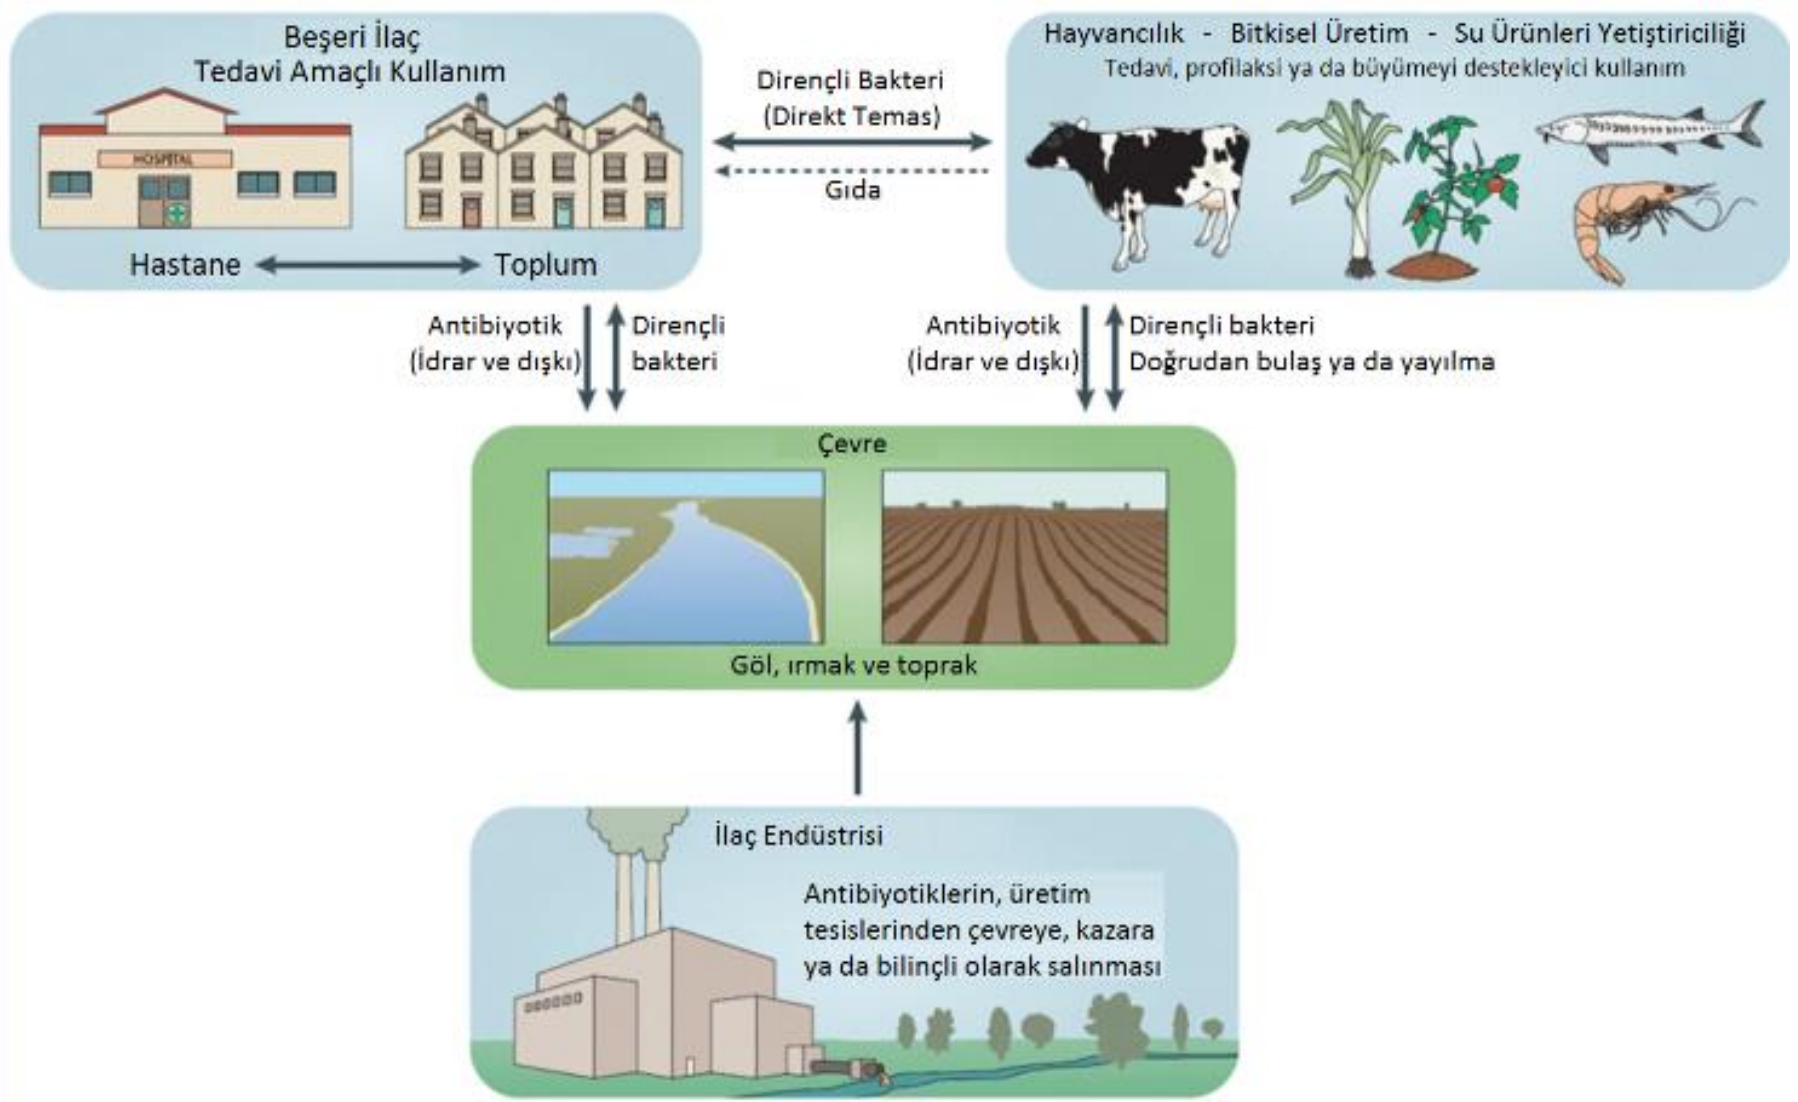 Beşeri İlaç
Tedavi Amaçlı Kullanım
HOSPITAL
Hastane
Toplum
Dirençli Bakteri
(Direkt Temas)
Gıda
Hayvancılık - Bitkisel Üretim - Su Ürünleri Yetiştiriciliği
Tedavi, profilaksi ya da büyümeyi destekleyici kullanım
Antibiyotik
(İdrar ve dışkı)
Dirençli
bakteri
Antibiyotik
(İdrar ve dışkı)
Dirençli bakteri
Doğrudan bulaş ya da yayılma
Çevre
Göl, ırmak ve toprak
İlaç Endüstrisi
Antibiyotiklerin, üretim
tesislerinden çevreye, kazara
ya da bilinçli olarak salınması